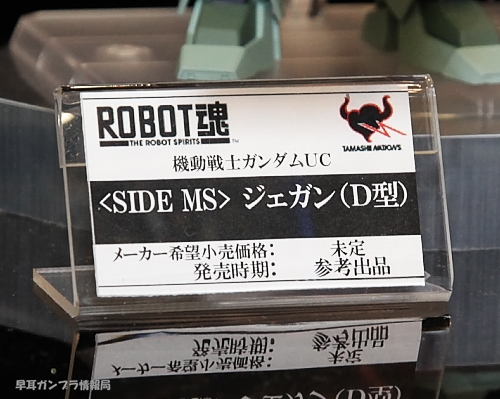 ROBOT魂
THE ROBOT SPIRITS
TM
TAMASHII NATIONS
機動戦士ガンダムUC
<SIDE MS> ジェガン(D型)
メーカー希望小売価格: 未定
発売時期: 参考出品
早耳ガンプラ情報局